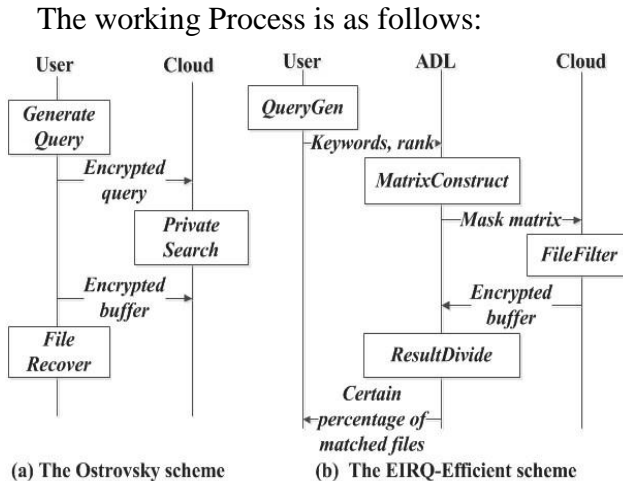 The working Process is as follows:
User Cloud
Generate
Query
Encrypted
query
Private
Search
Encrypted
buffer
File
Recover
(a) The Ostrovsky scheme
User ADL Cloud
QueryGen
Keywords, rank
MatrixConstruct
Mask matrix
FileFilter
Encrypted
buffer
ResultDivide
Certain
percentage of
matched files
(b) The EIRQ-Efficient scheme